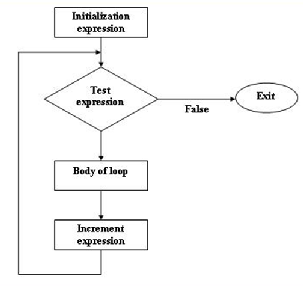 Initialization
expression
Test
expression
False
Exit
Body of loop
Increment
expression